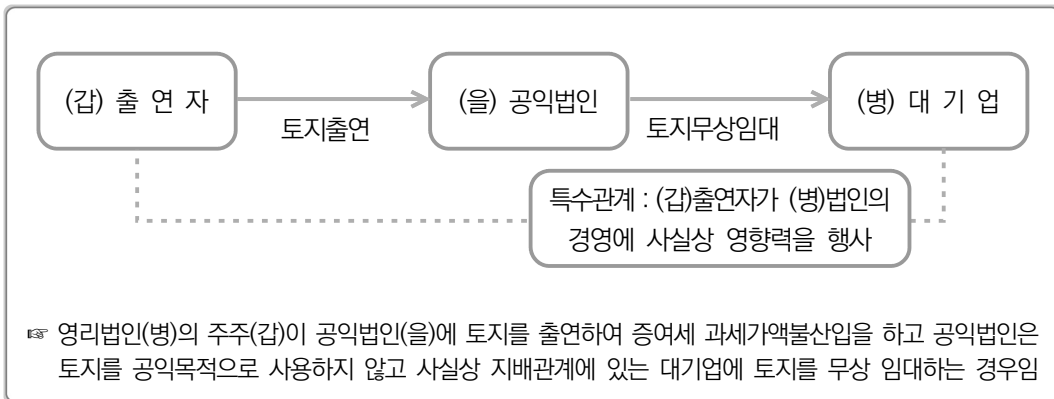 (갑) 출 연 자
(을) 공익법인
(병) 대 기 업
토지출연
토지무상임대
특수관계 : (갑)출연자가 (병)법인의
경영에 사실상 영향력을 행사
☞ 영리법인(병)의 주주(갑)이 공익법인(을)에 토지를 출연하여 증여세 과세가액불산입을 하고 공익법인은
토지를 공익목적으로 사용하지 않고 사실상 지배관계에 있는 대기업에 토지를 무상 임대하는 경우임